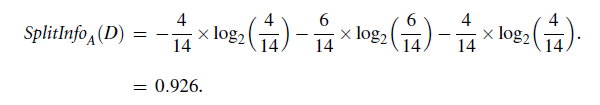 SplitInfo_A(D) = −4/14 × log₂(4/14) − 6/14 × log₂(6/14) − 4/14 × log₂(4/14).
= 0.926.